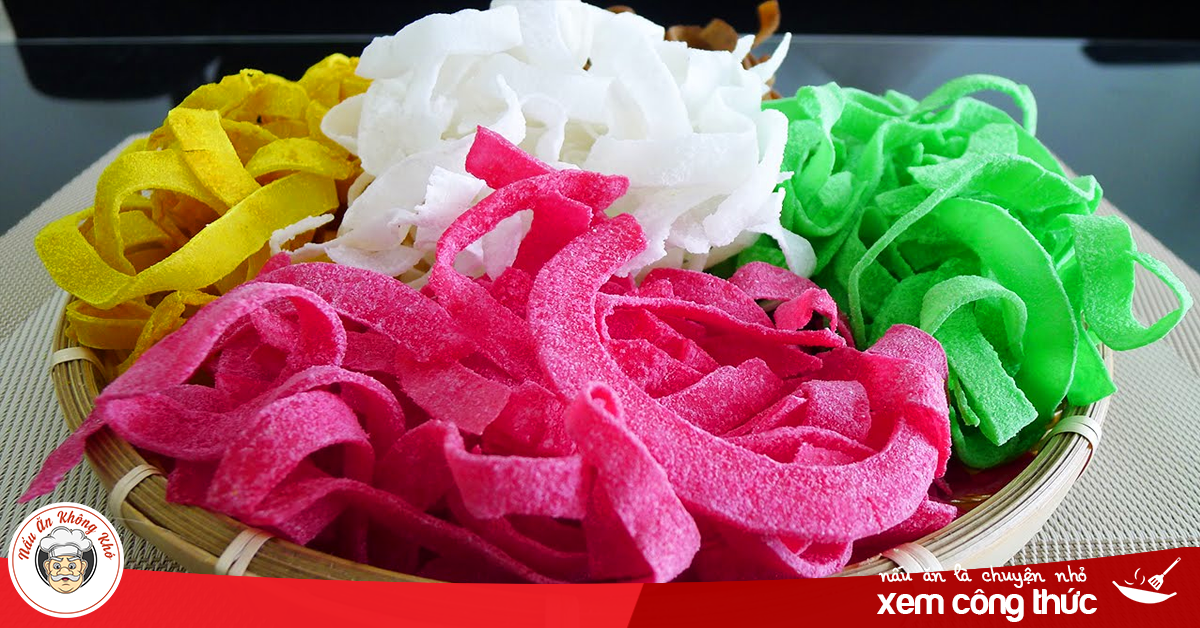 Nấu Ăn Không Khó
nấu ăn là chuyện nhỏ
xem công thức